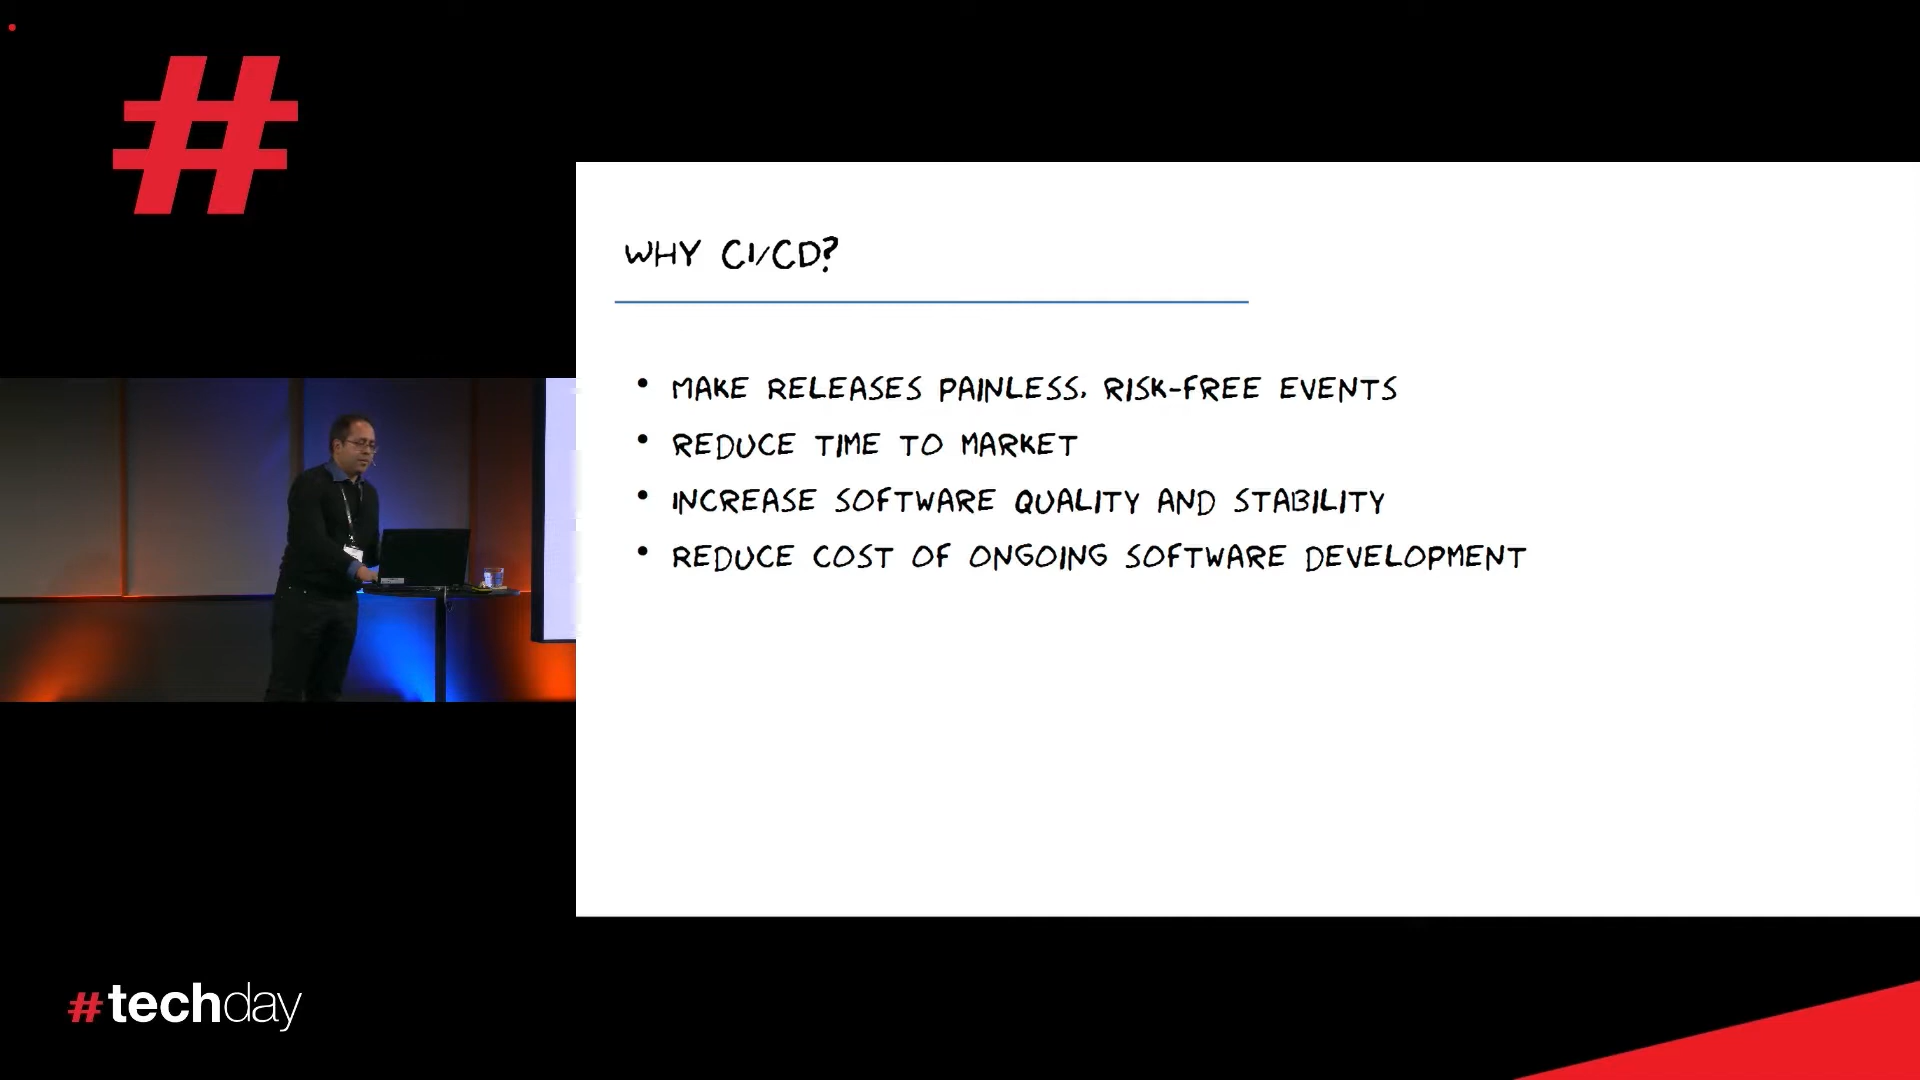 #
WHY CI/CD?
• MAKE RELEASES PAINLESS, RISK-FREE EVENTS
• REDUCE TIME TO MARKET
• INCREASE SOFTWARE QUALITY AND STABILITY
• REDUCE COST OF ONGOING SOFTWARE DEVELOPMENT
#techday